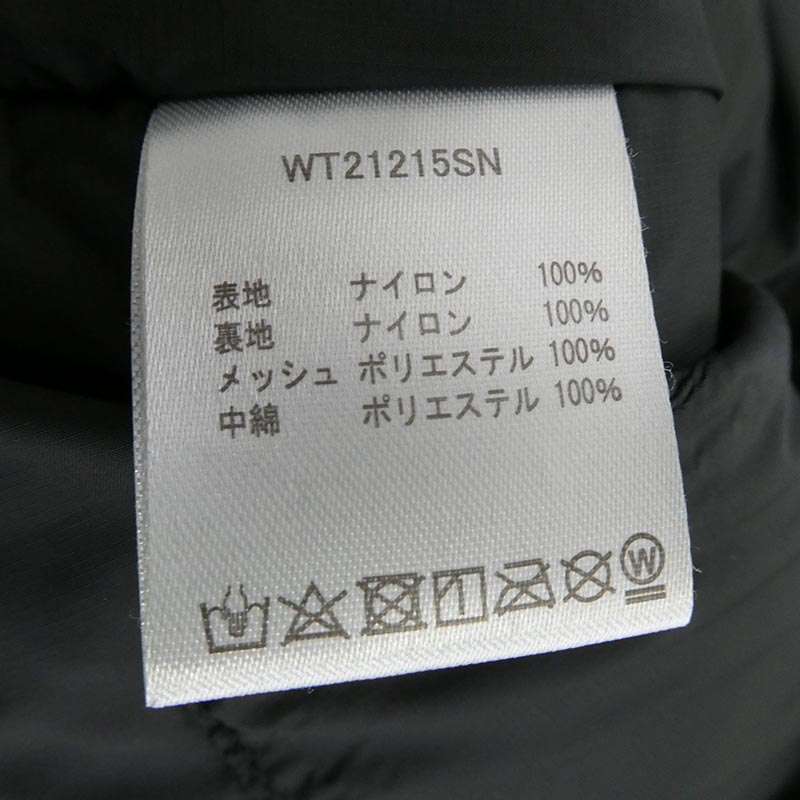 WT21215SN
表地 ナイロン 100%
裏地 ナイロン 100%
メッシュ ポリエステル 100%
中綿 ポリエステル 100%
W